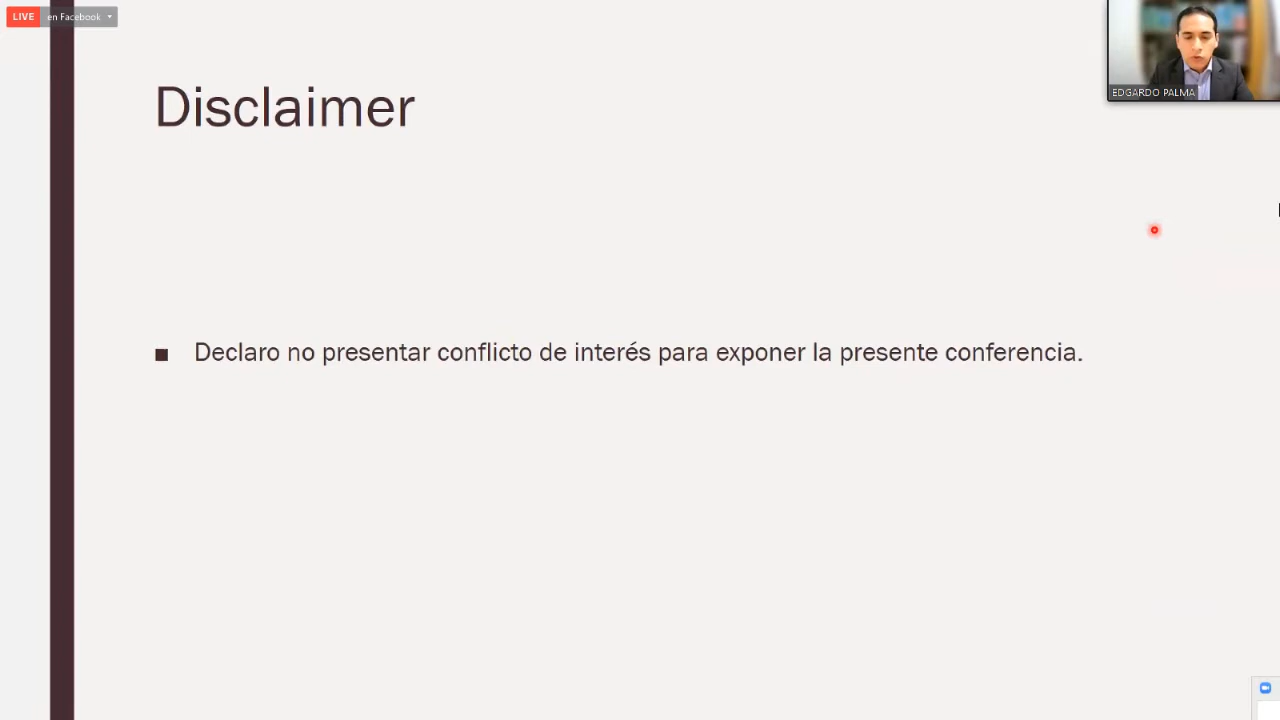 LIVE en Facebook
EDGARDO PALMA
Disclaimer
■ Declaro no presentar conflicto de interés para exponer la presente conferencia.